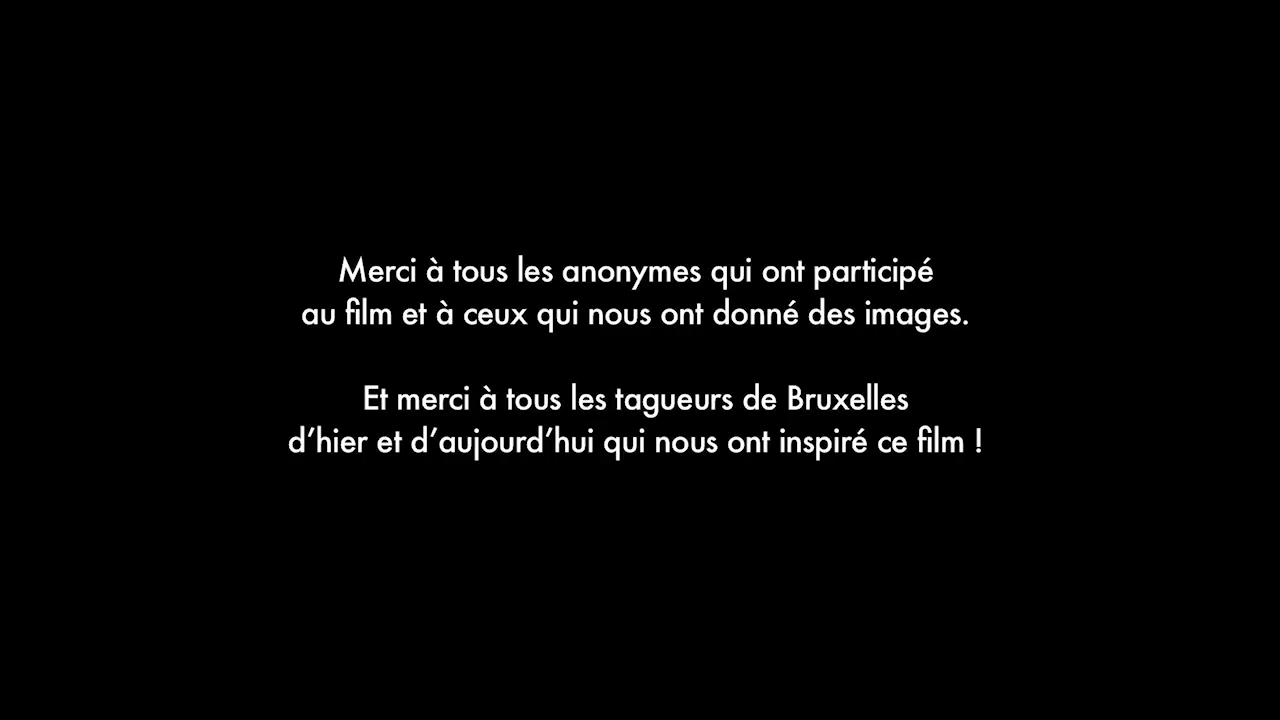 Merci à tous les anonymes qui ont participé
au film et à ceux qui nous ont donné des images.
Et merci à tous les tagueurs de Bruxelles
d’hier et d’aujourd’hui qui nous ont inspiré ce film !